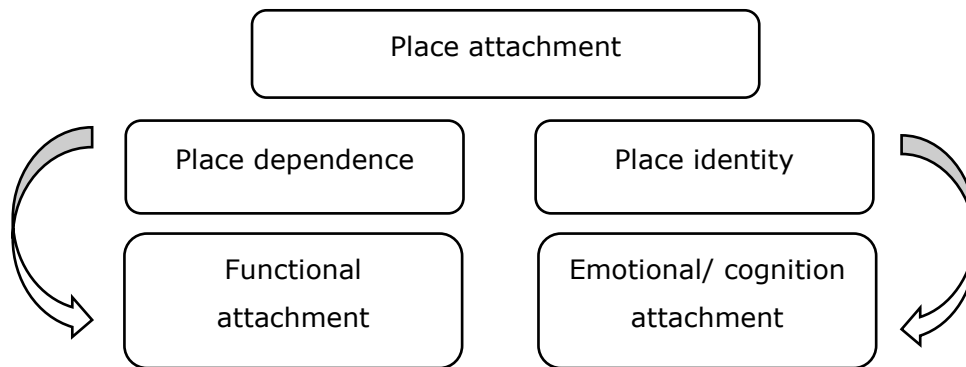 Place attachment
Place dependence
Place identity
Functional
attachment
Emotional/ cognition
attachment